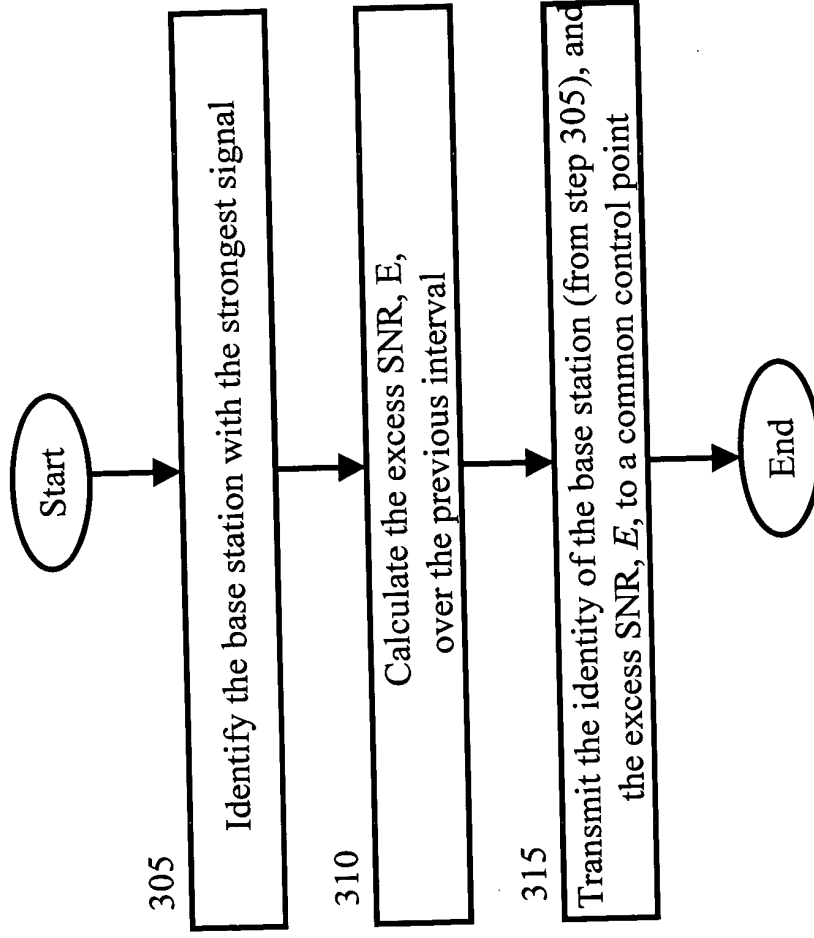 Start
305
Identify the base station with the strongest signal
310
Calculate the excess SNR, E,
over the previous interval
315
Transmit the identity of the base station (from step 305), and
the excess SNR, E, to a common control point
End